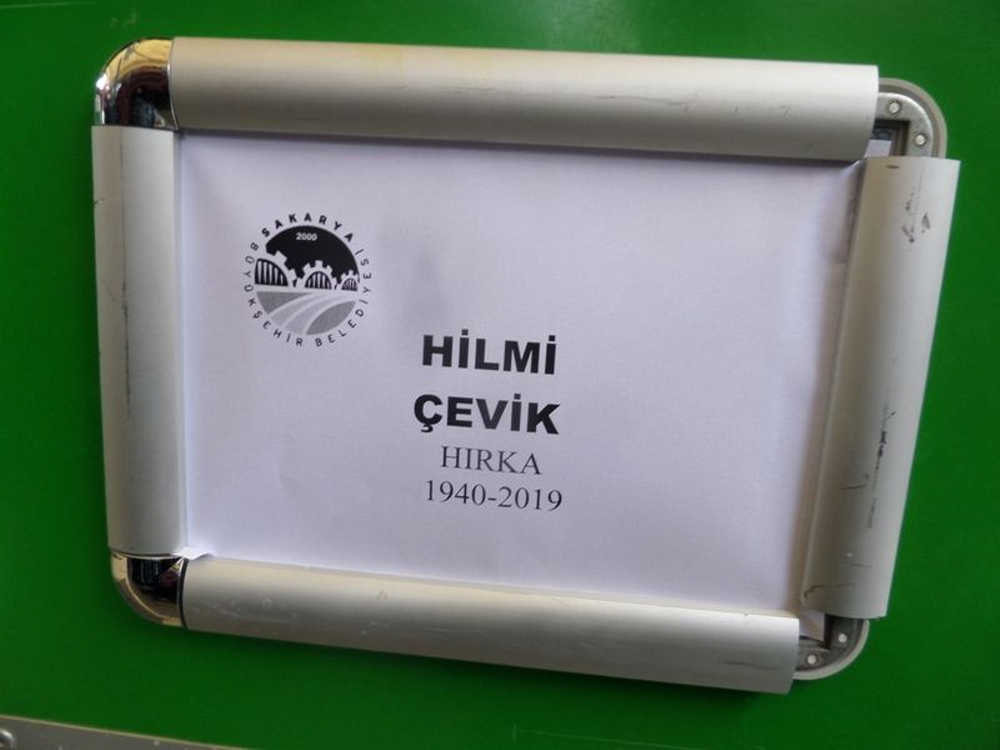 SAKARYA
BÜYÜKŞEHİR BELEDİYESİ
2000
HİLMİ
ÇEVİK
HIRKA
1940-2019